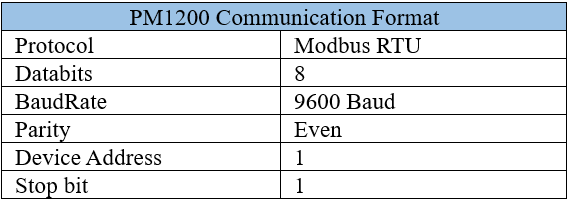 PM1200 Communication Format
Protocol Modbus RTU
Databits 8
BaudRate 9600 Baud
Parity Even
Device Address 1
Stop bit 1